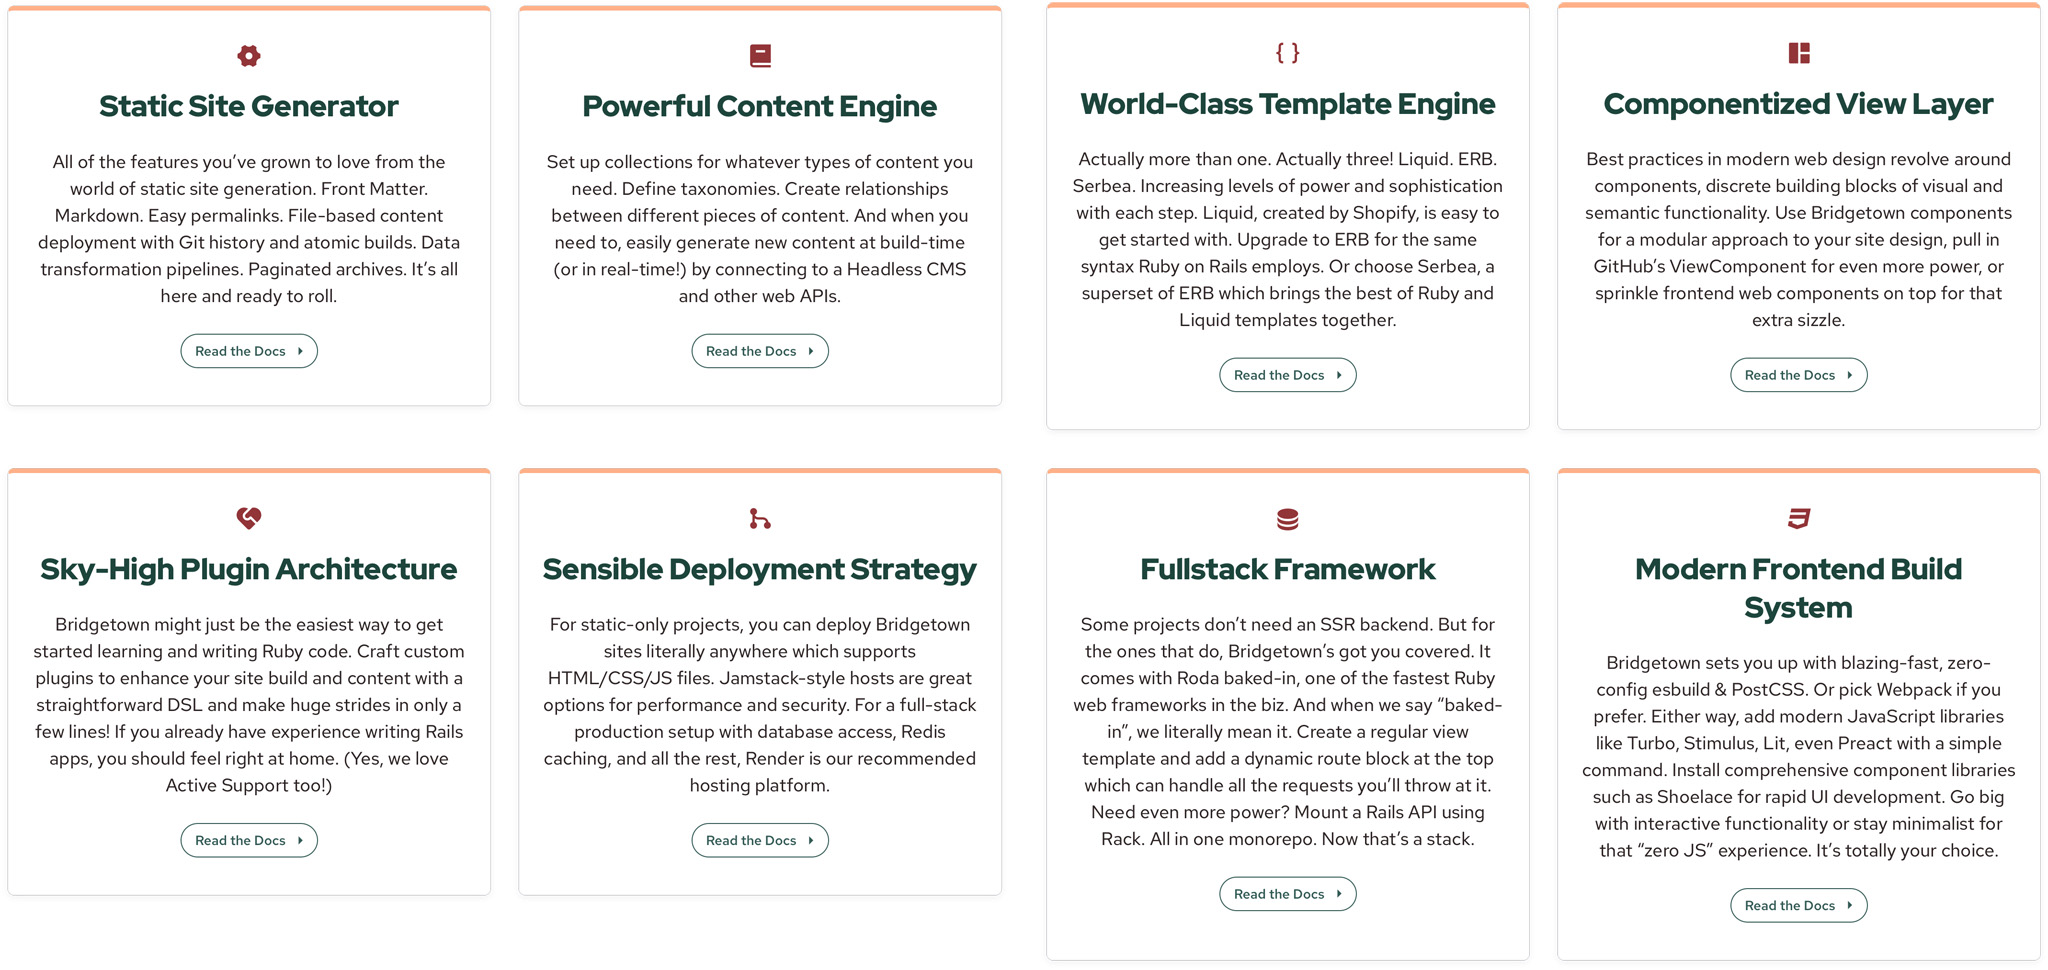 Static Site Generator
All of the features you’ve grown to love from the
world of static site generation. Front Matter.
Markdown. Easy permalinks. File-based content
deployment with Git history and atomic builds. Data
transformation pipelines. Paginated archives. It’s all
here and ready to roll.
Read the Docs
Powerful Content Engine
Set up collections for whatever types of content you
need. Define taxonomies. Create relationships
between different pieces of content. And when you
need to, easily generate new content at build-time
(or in real-time!) by connecting to a Headless CMS
and other web APIs.
Read the Docs
World-Class Template Engine
Actually more than one. Actually three! Liquid. ERB.
Serbea. Increasing levels of power and sophistication
with each step. Liquid, created by Shopify, is easy to
get started with. Upgrade to ERB for the same
syntax Ruby on Rails employs. Or choose Serbea, a
superset of ERB which brings the best of Ruby and
Liquid templates together.
Read the Docs
Componentized View Layer
Best practices in modern web design revolve around
components, discrete building blocks of visual and
semantic functionality. Use Bridgetown components
for a modular approach to your site design, pull in
GitHub’s ViewComponent for even more power, or
sprinkle frontend web components on top for that
extra sizzle.
Read the Docs
Sky-High Plugin Architecture
Bridgetown might just be the easiest way to get
started learning and writing Ruby code. Craft custom
plugins to enhance your site build and content with a
straightforward DSL and make huge strides in only a
few lines! If you already have experience writing Rails
apps, you should feel right at home. (Yes, we love
Active Support too!)
Read the Docs
Sensible Deployment Strategy
For static-only projects, you can deploy Bridgetown
sites literally anywhere which supports
HTML/CSS/JS files. Jamstack-style hosts are great
options for performance and security. For a full-stack
production setup with database access, Redis
caching, and all the rest, Render is our recommended
hosting platform.
Read the Docs
Fullstack Framework
Some projects don’t need an SSR backend. But for
the ones that do, Bridgetown’s got you covered. It
comes with Roda baked-in, one of the fastest Ruby
web frameworks in the biz. And when we say “baked-
in”, we literally mean it. Create a regular view
template and add a dynamic route block at the top
which can handle all the requests you’ll throw at it.
Need even more power? Mount a Rails API using
Rack. All in one monorepo. Now that’s a stack.
Read the Docs
Modern Frontend Build
System
Bridgetown sets you up with blazing-fast, zero-
config esbuild & PostCSS. Or pick Webpack if you
prefer. Either way, add modern JavaScript libraries
like Turbo, Stimulus, Lit, even Preact with a simple
command. Install comprehensive component libraries
such as Shoelace for rapid UI development. Go big
with interactive functionality or stay minimalist for
that “zero JS” experience. It’s totally your choice.
Read the Docs